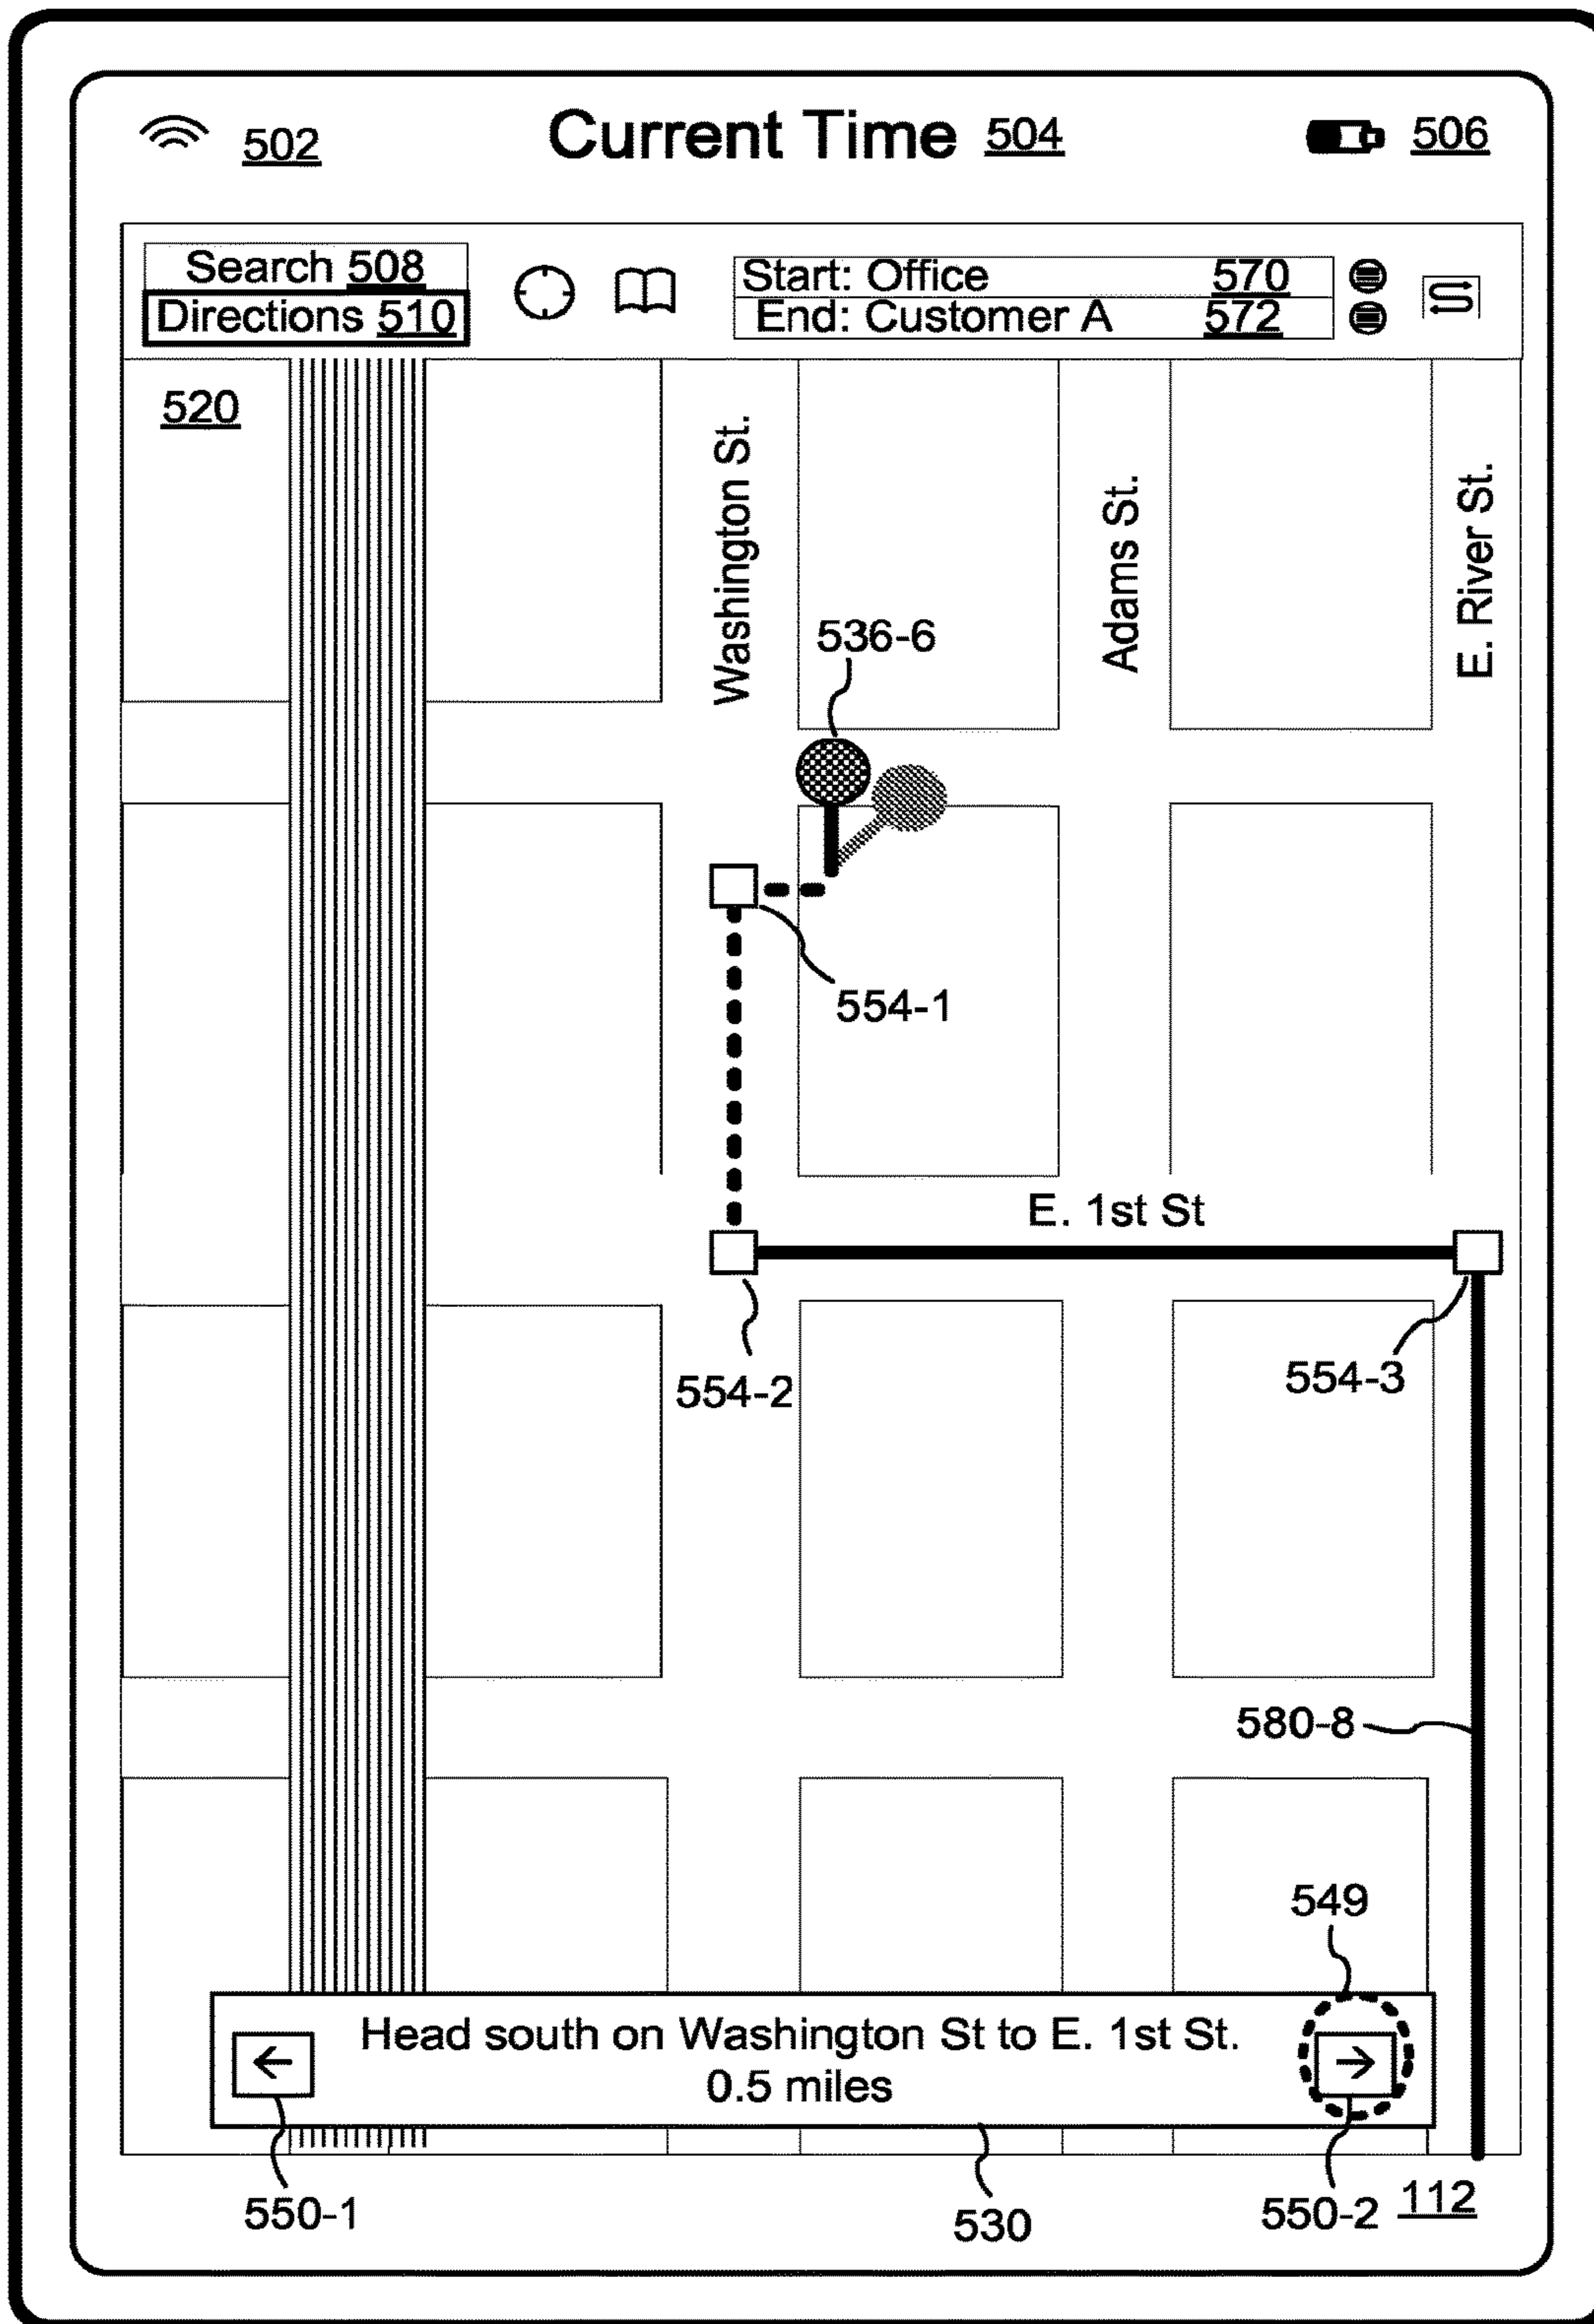 502
Current Time 504
506
Search 508
Directions 510
Start: Office 570
End: Customer A 572
520
Washington St.
Adams St.
E. River St.
536-6
554-1
E. 1st St
554-2
554-3
580-8
549
Head south on Washington St to E. 1st St.
0.5 miles
550-1
530
550-2
112